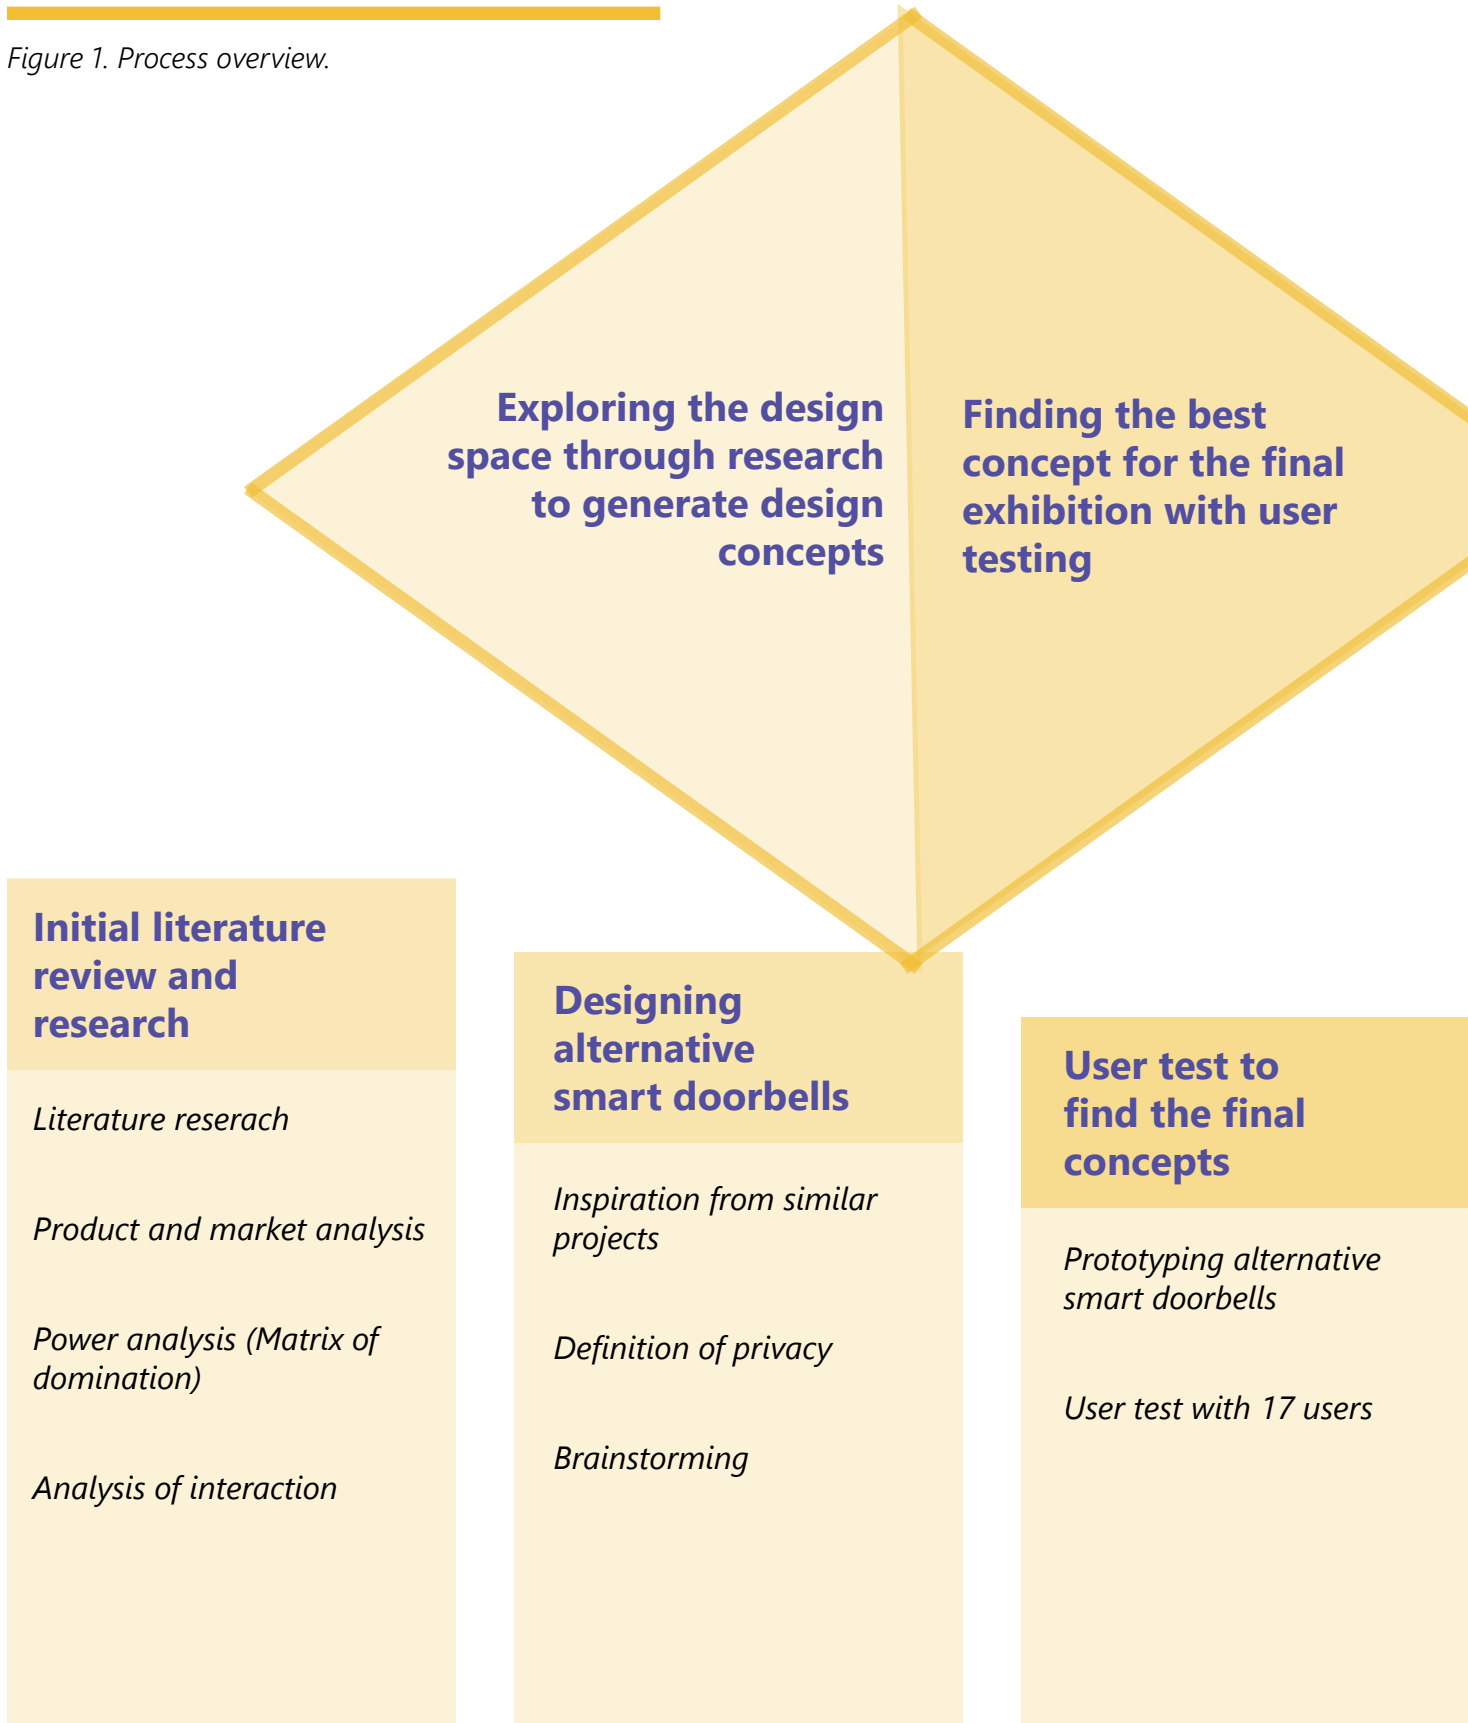 Figure 1. Process overview.
Exploring the design
space through research
to generate design
concepts
Finding the best
concept for the final
exhibition with user
testing
Initial literature
review and
research
Literature reserach
Product and market analysis
Power analysis (Matrix of
domination)
Analysis of interaction
Designing
alternative
smart doorbells
Inspiration from similar
projects
Definition of privacy
Brainstorming
User test to
find the final
concepts
Prototyping alternative
smart doorbells
User test with 17 users